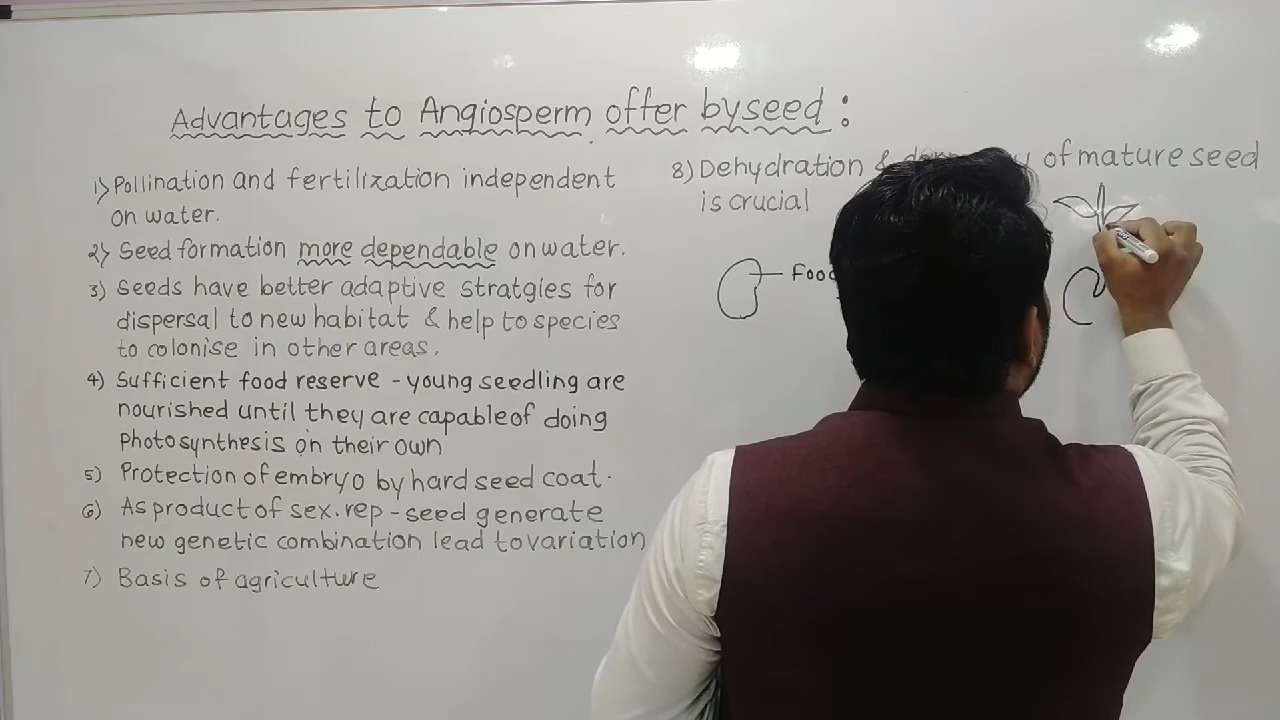 Advantages to Angiosperm offer by seed :
1) Pollination and fertilization independent
on water.
2) Seed formation more dependable on water.
3) Seeds have better adaptive stratgies for
dispersal to new habitat & help to species
to colonise in other areas.
4) Sufficient food reserve - young seedling are
nourished until they are capable of doing
Photosynthesis on their own
5) Protection of embryo by hard seed coat.
6) As product of sex. rep - seed generate
new genetic combination lead to variation
7) Basis of agriculture
8) Dehydration & of mature seed
is crucial